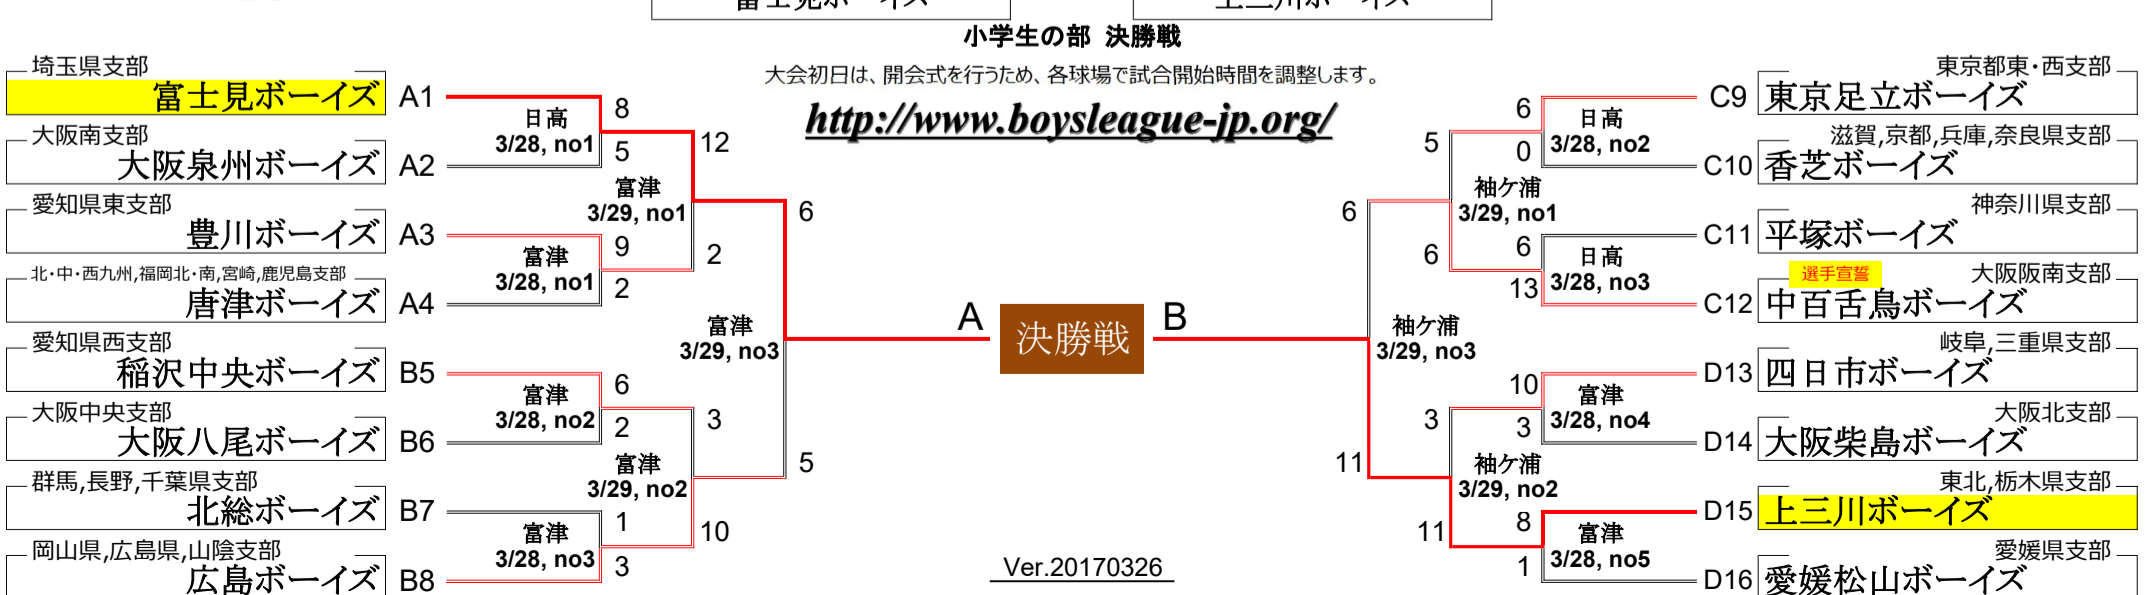 富士見ボーイズ 上三川ボーイズ
小学生の部 決勝戦
大会初日は、開会式を行うため、各球場で試合開始時間を調整します。
http://www.boysleague-jp.org/
埼玉県支部
富士見ボーイズ A1
大阪南支部
大阪泉州ボーイズ A2
日高
3/28, no1
8
5
愛知県東支部
豊川ボーイズ A3
北・中・西九州,福岡北・南,宮崎,鹿児島支部
唐津ボーイズ A4
富津
3/28, no1
9
2
富津
3/29, no1
12
2
愛知県西支部
稲沢中央ボーイズ B5
大阪中央支部
大阪八尾ボーイズ B6
富津
3/28, no2
6
2
群馬,長野,千葉県支部
北総ボーイズ B7
岡山県,広島県,山陰支部
広島ボーイズ B8
富津
3/28, no3
1
3
富津
3/29, no2
3
10
富津
3/29, no3
6
5
A 決勝戦 B
東京都東・西支部
C9 東京足立ボーイズ
滋賀,京都,兵庫,奈良県支部
C10 香芝ボーイズ
日高
3/28, no2
6
0
神奈川県支部
C11 平塚ボーイズ
選手宣誓 大阪阪南支部
C12 中百舌鳥ボーイズ
日高
3/28, no3
6
13
袖ケ浦
3/29, no1
5
6
岐阜,三重県支部
D13 四日市ボーイズ
大阪北支部
D14 大阪柴島ボーイズ
富津
3/28, no4
10
3
東北,栃木県支部
D15 上三川ボーイズ
愛媛県支部
D16 愛媛松山ボーイズ
富津
3/28, no5
8
1
袖ケ浦
3/29, no2
3
11
袖ケ浦
3/29, no3
6
11
Ver.20170326